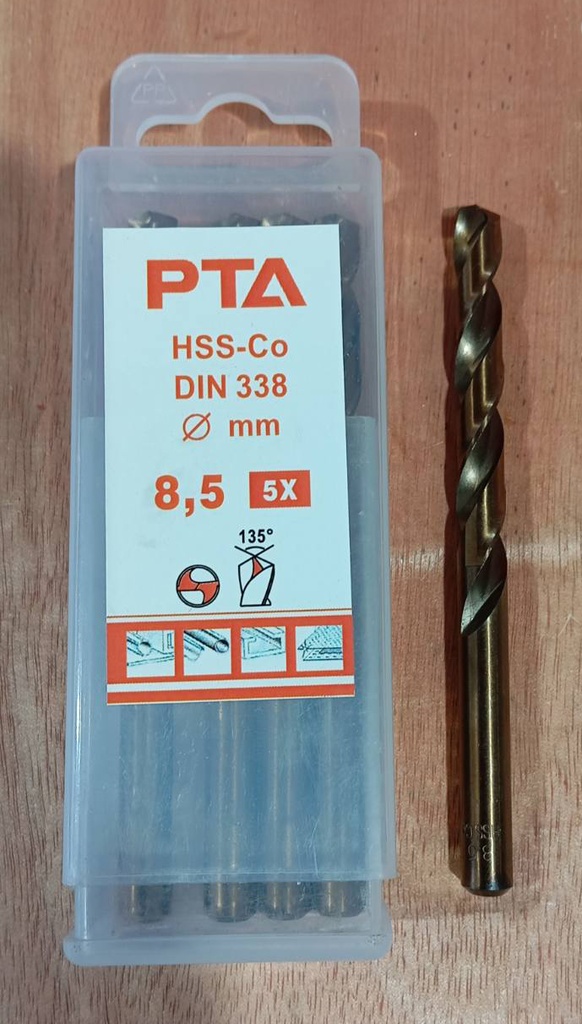 PP
PTA
HSS-Co
DIN 338
Ø mm
8,5 5X
135°